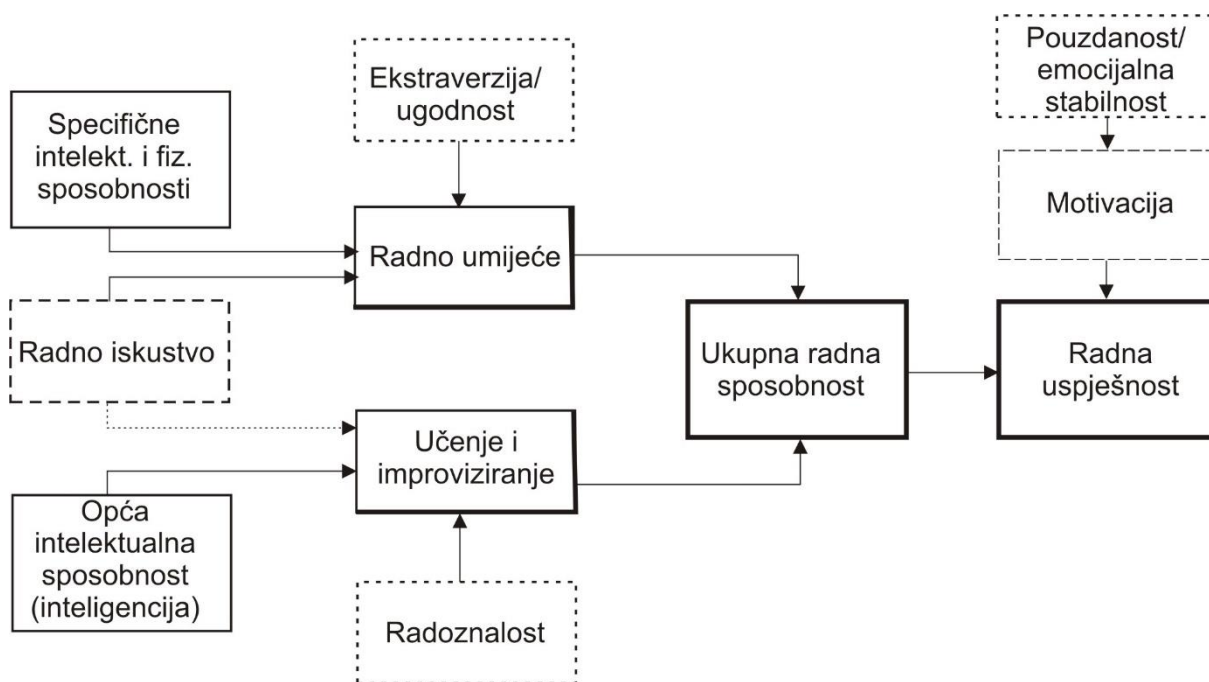 Specifične
intelekt. i fiz.
sposobnosti
Ekstraverzija/
ugodnost
Pouzdanost/
emocijalna
stabilnost
Motivacija
Radno umijeće
Radno iskustvo
Ukupna radna
sposobnost
Radna
uspješnost
Učenje i
improviziranje
Opća
intelektualna
sposobnost
(inteligencija)
Radoznalost